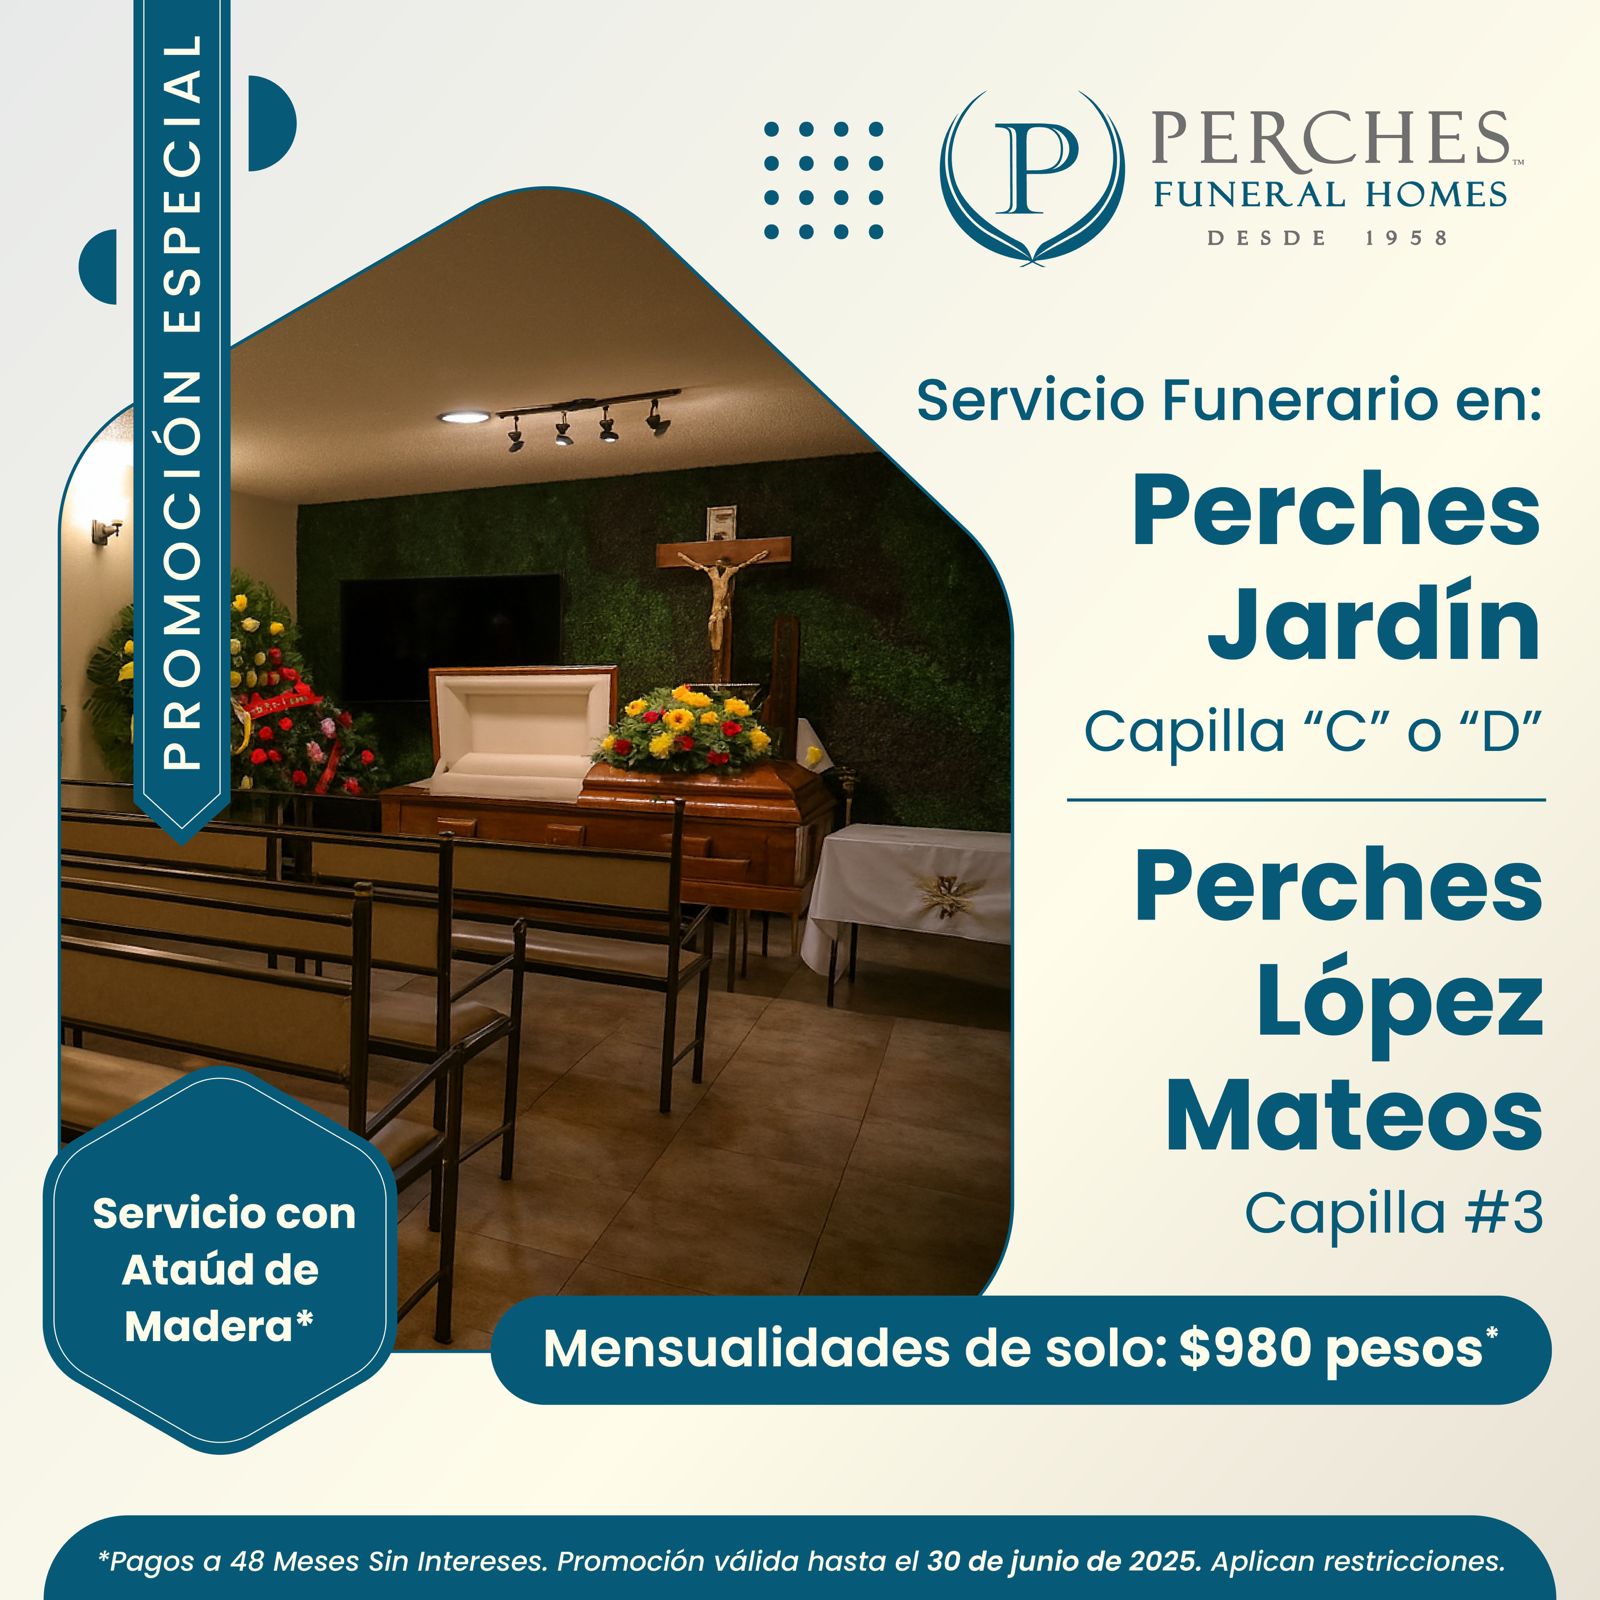 PROMOCIÓN ESPECIAL
P
PERCHES™
FUNERAL HOMES
DESDE 1958
Servicio Funerario en:
Perches
Jardín
Capilla “C” o “D”
Perches
López
Mateos
Capilla #3
Servicio con
Ataúd de
Madera*
Mensualidades de solo: $980 pesos*
*Pagos a 48 Meses Sin Intereses. Promoción válida hasta el 30 de junio de 2025. Aplican restricciones.